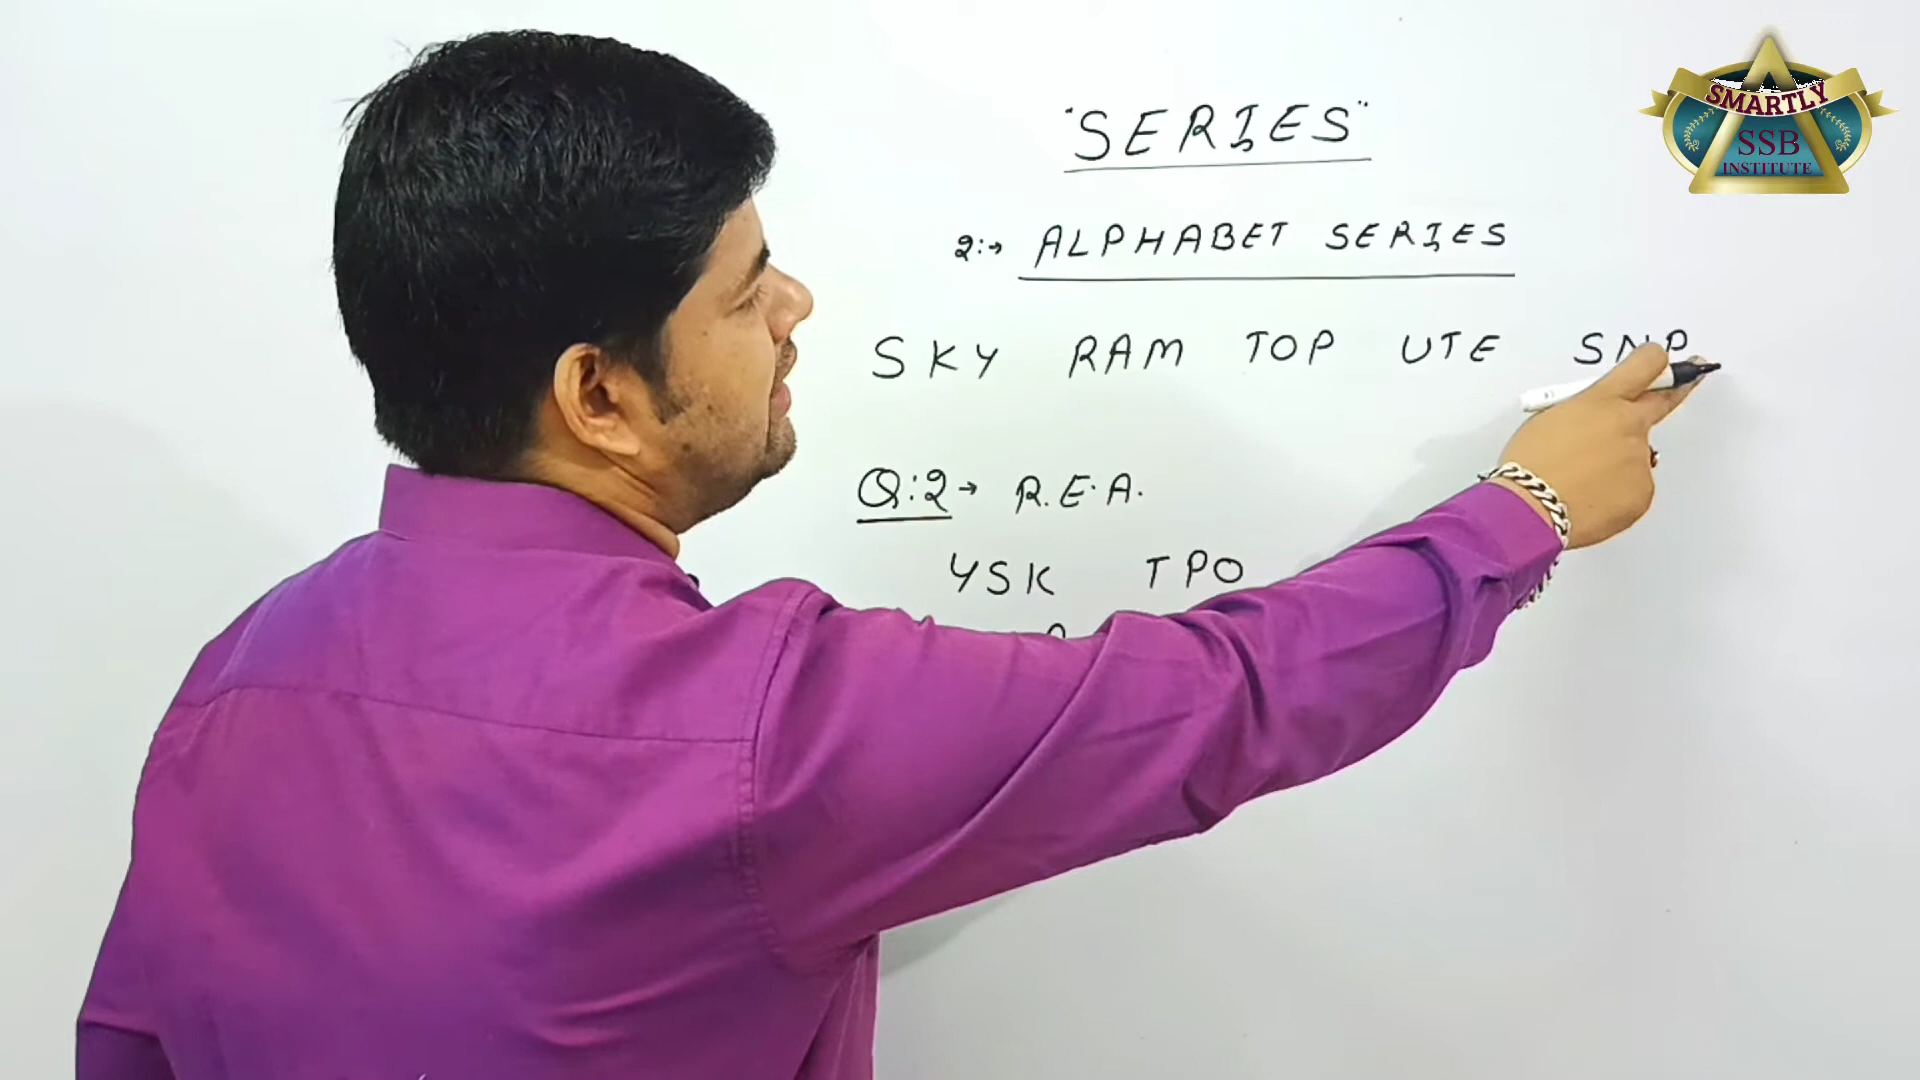 "SERIES"
2:→ ALPHABET SERIES
SKY RAM TOP UTE SNP
Q:2→ R.E.A.
YSK TPO
SMARTLY
SSB
INSTITUTE